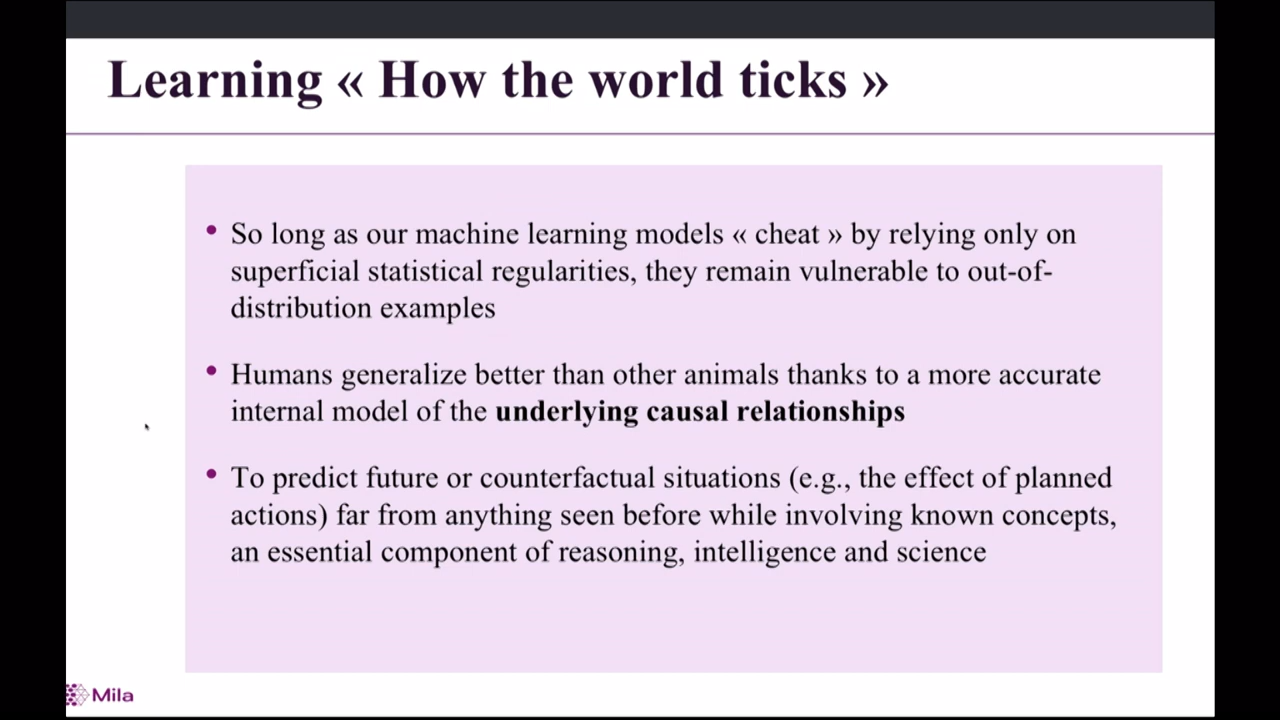 Learning « How the world ticks »
• So long as our machine learning models « cheat » by relying only on
superficial statistical regularities, they remain vulnerable to out-of-
distribution examples
• Humans generalize better than other animals thanks to a more accurate
internal model of the underlying causal relationships
• To predict future or counterfactual situations (e.g., the effect of planned
actions) far from anything seen before while involving known concepts,
an essential component of reasoning, intelligence and science
Mila